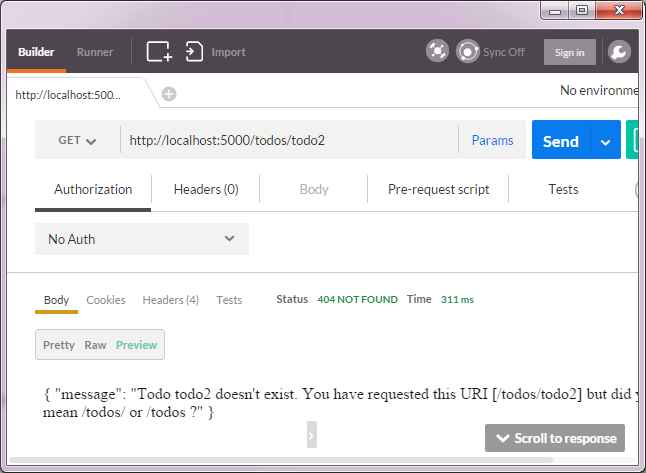 Builder Runner Import Sync Off Sign in
http://localhost:500... No environme
GET http://localhost:5000/todos/todo2 Params Send
Authorization Headers (0) Body Pre-request script Tests
No Auth
Body Cookies Headers (4) Tests Status 404 NOT FOUND Time 311 ms
Pretty Raw Preview
{ "message": "Todo todo2 doesn't exist. You have requested this URI [/todos/todo2] but did y
mean /todos/ or /todos ?" }
Scroll to response